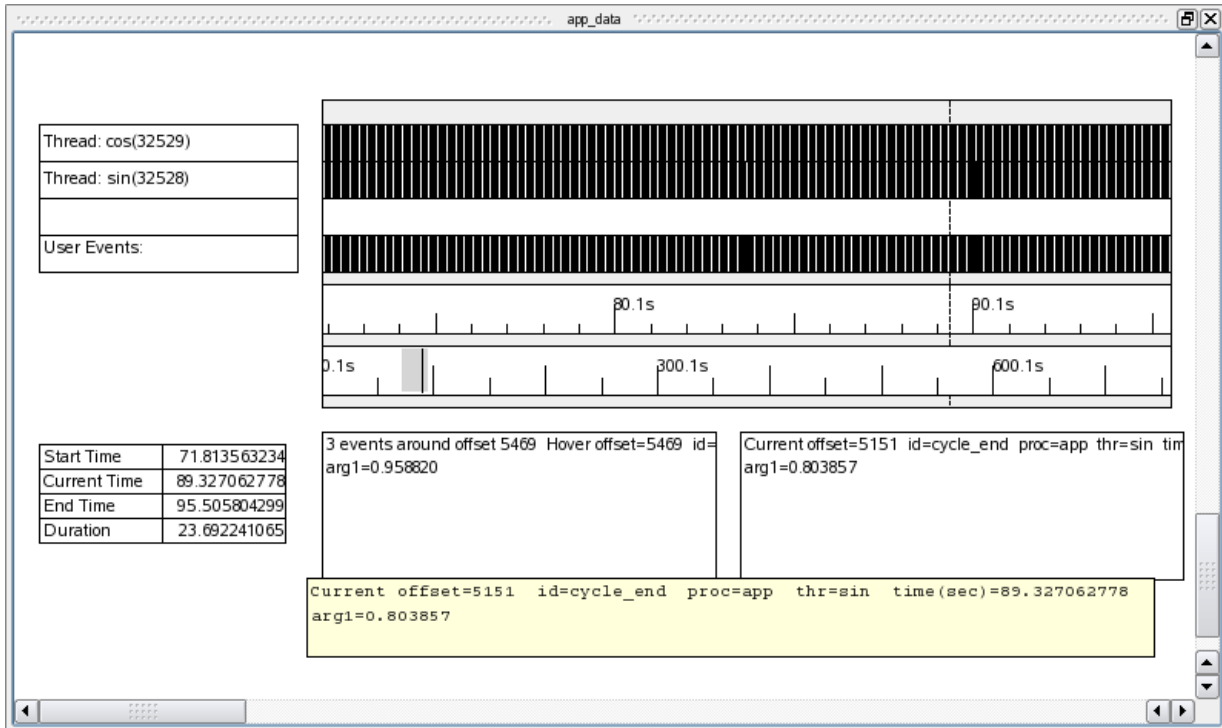 app_data
Thread: cos(32529)
Thread: sin(32528)
User Events:
80.1s 90.1s
0.1s 300.1s 600.1s
Start Time 71.813563234
Current Time 89.327062778
End Time 95.505804299
Duration 23.692241065
3 events around offset 5469 Hover offset=5469 id=
arg1=0.958820
Current offset=5151 id=cycle_end proc=app thr=sin tim
arg1=0.803857
Current offset=5151 id=cycle_end proc=app thr=sin time(sec)=89.327062778
arg1=0.803857